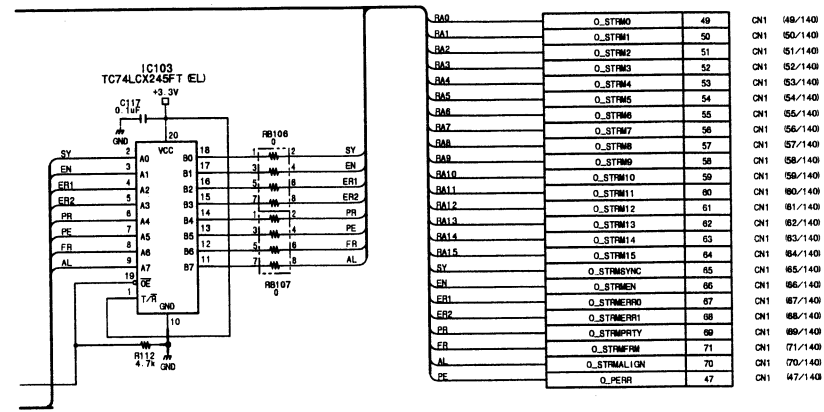 IC103
TC74LCX245FT (EL)
+3.3V
C117
0.1uF
GND
20
VCC
RB106
0
SY 2 A0 B0 18 1 2 SY
EN 3 A1 B1 17 3 4 EN
ER1 4 A2 B2 16 5 6 ER1
ER2 5 A3 B3 15 7 8 ER2
PR 6 A4 B4 14 1 2 PR
PE 7 A5 B5 13 3 4 PE
FR 8 A6 B6 12 5 6 FR
AL 9 A7 B7 11 7 8 AL
19 OE
1 T/R
GND
10
RB107
0
R112
4.7k
GND
RA0 O_STRM0 49 CN1 (49/140)
RA1 O_STRM1 50 CN1 (50/140)
RA2 O_STRM2 51 CN1 (51/140)
RA3 O_STRM3 52 CN1 (52/140)
RA4 O_STRM4 53 CN1 (53/140)
RA5 O_STRM5 54 CN1 (54/140)
RA6 O_STRM6 55 CN1 (55/140)
RA7 O_STRM7 56 CN1 (56/140)
RA8 O_STRM8 57 CN1 (57/140)
RA9 O_STRM9 58 CN1 (58/140)
RA10 O_STRM10 59 CN1 (59/140)
RA11 O_STRM11 60 CN1 (60/140)
RA12 O_STRM12 61 CN1 (61/140)
RA13 O_STRM13 62 CN1 (62/140)
RA14 O_STRM14 63 CN1 (63/140)
RA15 O_STRM15 64 CN1 (64/140)
SY O_STRMSYNC 65 CN1 (65/140)
EN O_STRMEN 66 CN1 (66/140)
ER1 O_STRMERR0 67 CN1 (67/140)
ER2 O_STRMERR1 68 CN1 (68/140)
PR O_STRMPRTY 69 CN1 (69/140)
FR O_STRMFRM 71 CN1 (71/140)
AL O_STRMALIGN 70 CN1 (70/140)
PE O_PERR 47 CN1 (47/140)